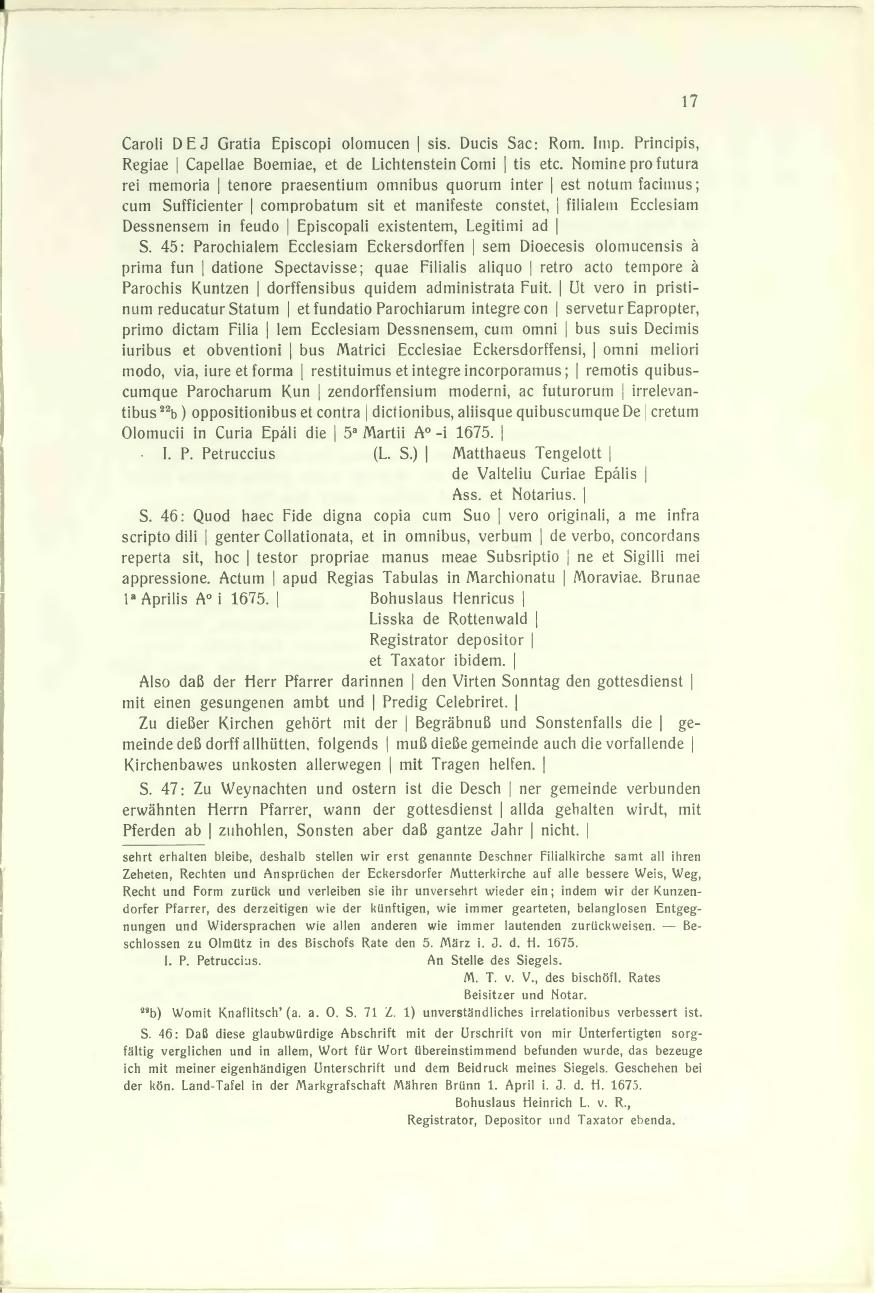 17
Caroli DEJ Gratia Episcopi olomucen | sis. Ducis Sac: Rom. Imp. Principis,
Regiae | Capellae Boemiae, et de Lichtenstein Comi | tis etc. Nomine pro futura
rei memoria | tenore praesentium omnibus quorum inter | est notum facimus;
cum Sufficienter | comprobatum sit et manifeste constet, | filialem Ecclesiam
Dessnensem in feudo | Episcopali existentem, Legitimi ad |
S. 45: Parochialem Ecclesiam Eckersdorffen | sem Dioecesis olomucensis à
prima fun | datione Spectavisse; quae Filialis aliquo | retro acto tempore à
Parochis Kuntzen | dorffensibus quidem administrata Fuit. | Ut vero in pristi-
num reducatur Statum | et fundatio Parochiarum integre con | servetur Eapropter,
primo dictam Filia | lem Ecclesiam Dessnensem, cum omni | bus suis Decimis
iuribus et obventioni | bus Matrici Ecclesiae Eckersdorffensi, | omni meliori
modo, via, iure et forma | restituimus et integre incorporamus; | remotis quibus-
cumque Parocharum Kun | zendorffensium moderni, ac futurorum | irrelevan-
tibus ²²b ) oppositionibus et contra | dictionibus, aliisque quibuscumque De | cretum
Olomucii in Curia Epáli die | 5ª Martii Aº -i 1675. |
I. P. Petruccius (L. S.) | Matthaeus Tengelott |
de Valteliu Curiae Epális |
Ass. et Notarius. |
S. 46: Quod haec Fide digna copia cum Suo | vero originali, a me infra
scripto dili | genter Collationata, et in omnibus, verbum | de verbo, concordans
reperta sit, hoc | testor propriae manus meae Subsriptio | ne et Sigilli mei
appressione. Actum | apud Regias Tabulas in Marchionatu | Moraviae. Brunae
1ª Aprilis Aº i 1675. | Bohuslaus Henricus |
Lisska de Rottenwald |
Registrator depositor |
et Taxator ibidem. |
Also daß der Herr Pfarrer darinnen | den Virten Sonntag den gottesdienst |
mit einen gesungenen ambt und | Predig Celebriret. |
Zu dießer Kirchen gehört mit der | Begräbnuß und Sonstenfalls die | ge-
meinde deß dorff allhütten, folgends | muß dieße gemeinde auch die vorfallende |
Kirchenbawes unkosten allerwegen | mit Tragen helfen. |
S. 47: Zu Weynachten und ostern ist die Desch | ner gemeinde verbunden
erwähnten Herrn Pfarrer, wann der gottesdienst | allda gehalten wirdt, mit
Pferden ab | zuhohlen, Sonsten aber daß gantze Jahr | nicht. |
sehrt erhalten bleibe, deshalb stellen wir erst genannte Deschner Filialkirche samt all ihren
Zeheten, Rechten und Ansprüchen der Eckersdorfer Mutterkirche auf alle bessere Weis, Weg,
Recht und Form zurück und verleiben sie ihr unversehrt wieder ein; indem wir der Kunzen-
dorfer Pfarrer, des derzeitigen wie der künftigen, wie immer gearteten, belanglosen Entgeg-
nungen und Widersprachen wie allen anderen wie immer lautenden zurückweisen. — Be-
schlossen zu Olmütz in des Bischofs Rate den 5. März i. J. d. H. 1675.
I. P. Petruccius. An Stelle des Siegels.
M. T. v. V., des bischöfl. Rates
Beisitzer und Notar.
²²b) Womit Knaflitsch' (a. a. O. S. 71 Z. 1) unverständliches irrelationibus verbessert ist.
S. 46: Daß diese glaubwürdige Abschrift mit der Urschrift von mir Unterfertigten sorg-
fältig verglichen und in allem, Wort für Wort übereinstimmend befunden wurde, das bezeuge
ich mit meiner eigenhändigen Unterschrift und dem Beidruck meines Siegels. Geschehen bei
der kön. Land-Tafel in der Markgrafschaft Mähren Brünn 1. April i. J. d. H. 1675.
Bohuslaus Heinrich L. v. R.,
Registrator, Depositor und Taxator ebenda.